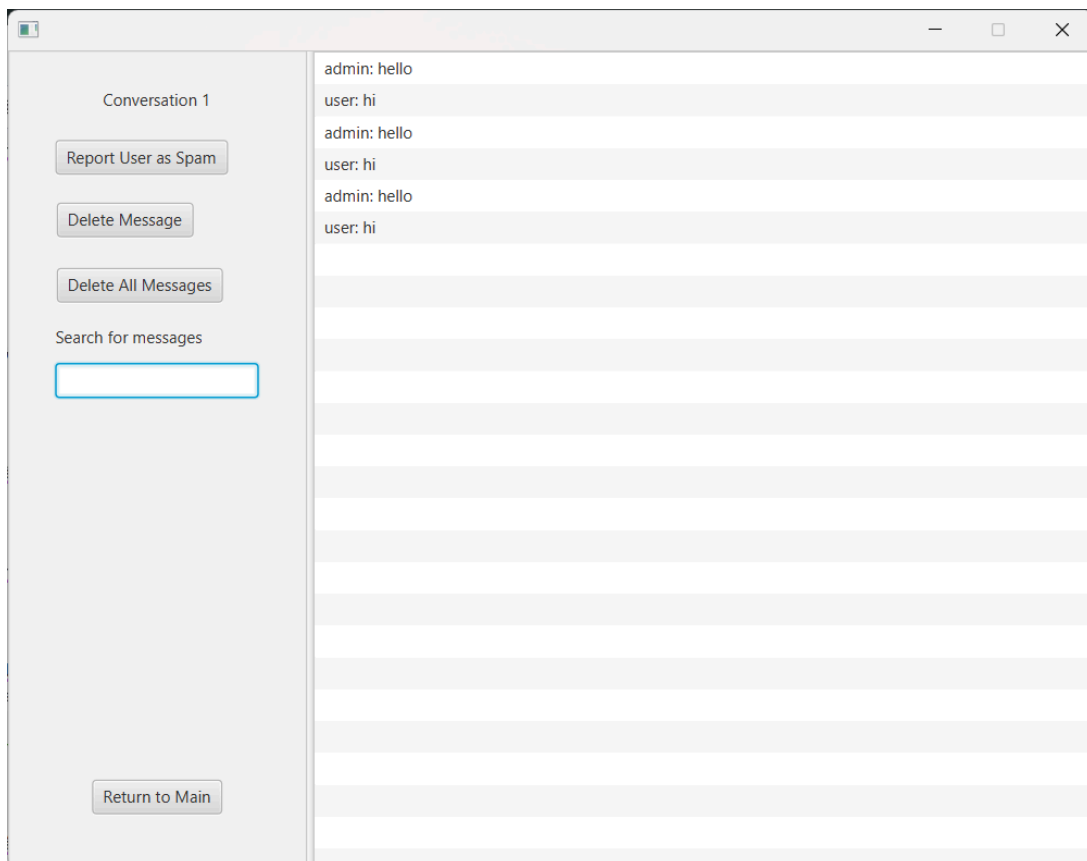 Conversation 1
Report User as Spam
Delete Message
Delete All Messages
Search for messages
Return to Main
admin: hello
user: hi
admin: hello
user: hi
admin: hello
user: hi